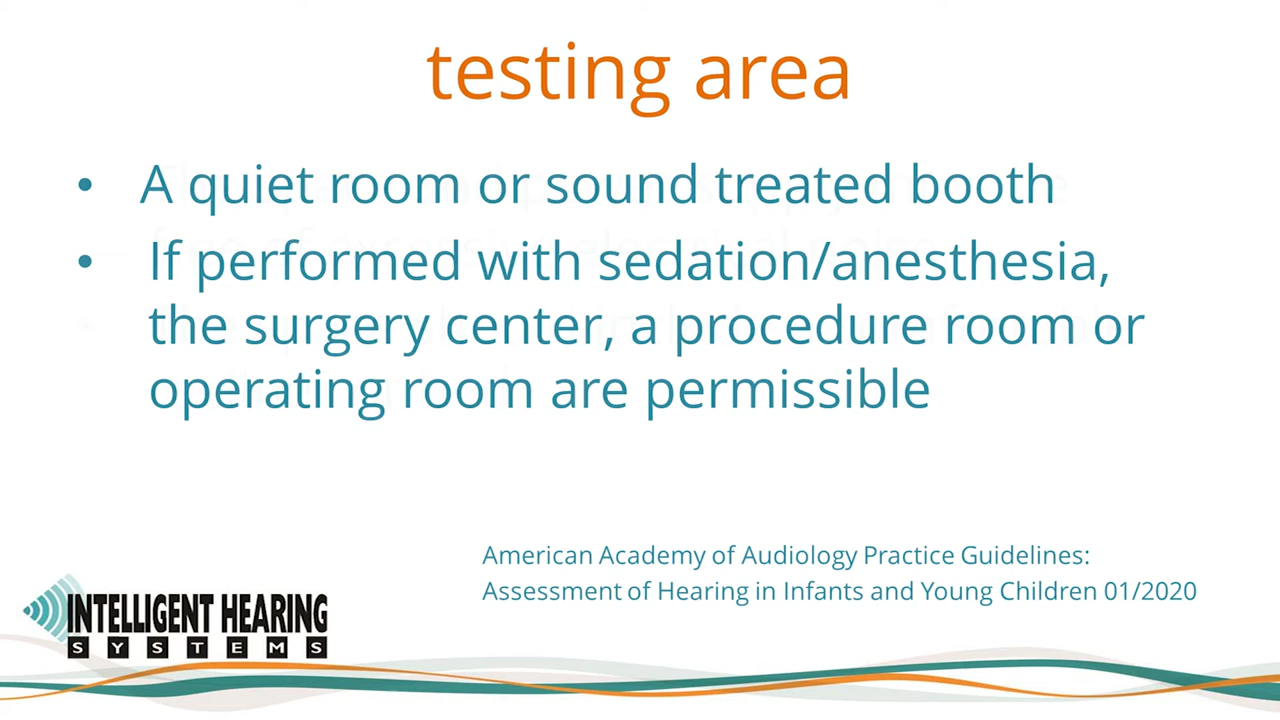 testing area
• A quiet room or sound treated booth
• If performed with sedation/anesthesia,
the surgery center, a procedure room or
operating room are permissible
American Academy of Audiology Practice Guidelines:
Assessment of Hearing in Infants and Young Children 01/2020
INTELLIGENT HEARING
SYSTEMS